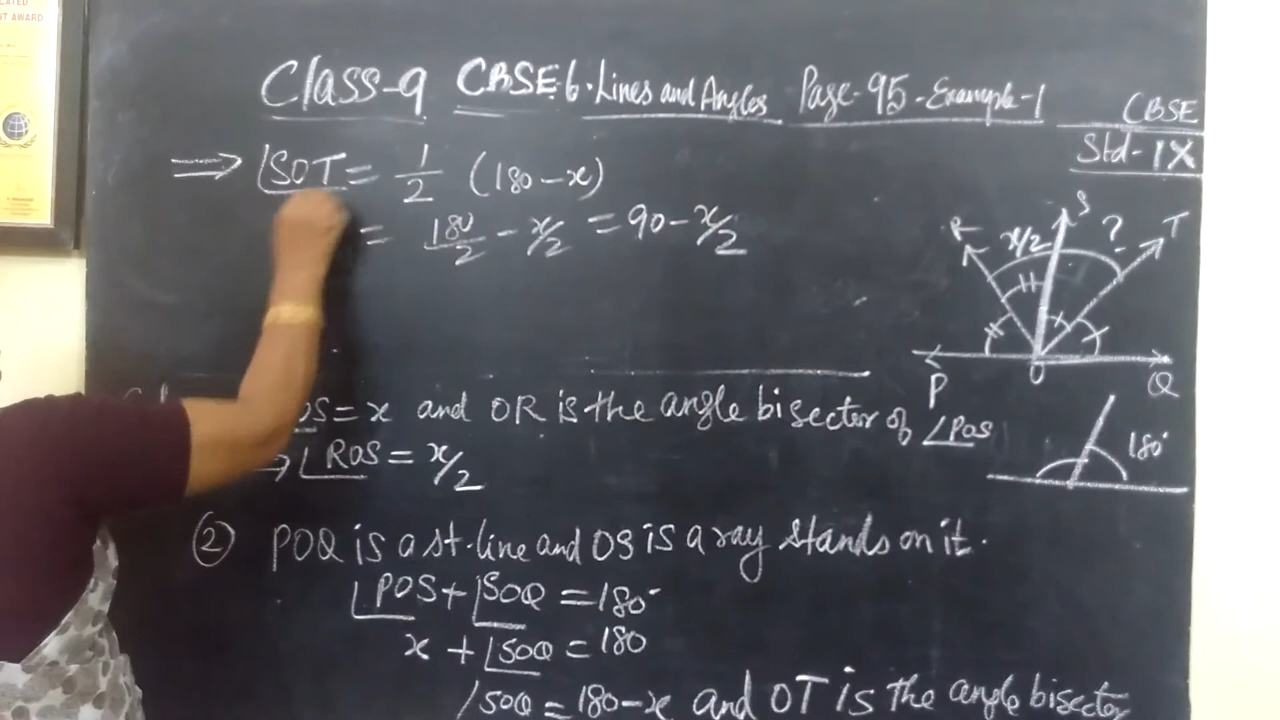 CATED
NT AWARD
Class-9 CBSE-6. Lines and Angles Page-95-Example-1
CBSE
Std-IX
⇒ ∠SOT = 1/2 (180-x)
= 180/2 - x/2 = 90 - x/2
R x/2 S ? T
P O Q
180°
OS = x and OR is the angle bisector of ∠POS
⇒ ∠ROS = x/2
② POQ is a st. line and OS is a ray stands on it.
∠POS + ∠SOQ = 180°
x + ∠SOQ = 180
∠SOQ = 180-x and OT is the angle bisector